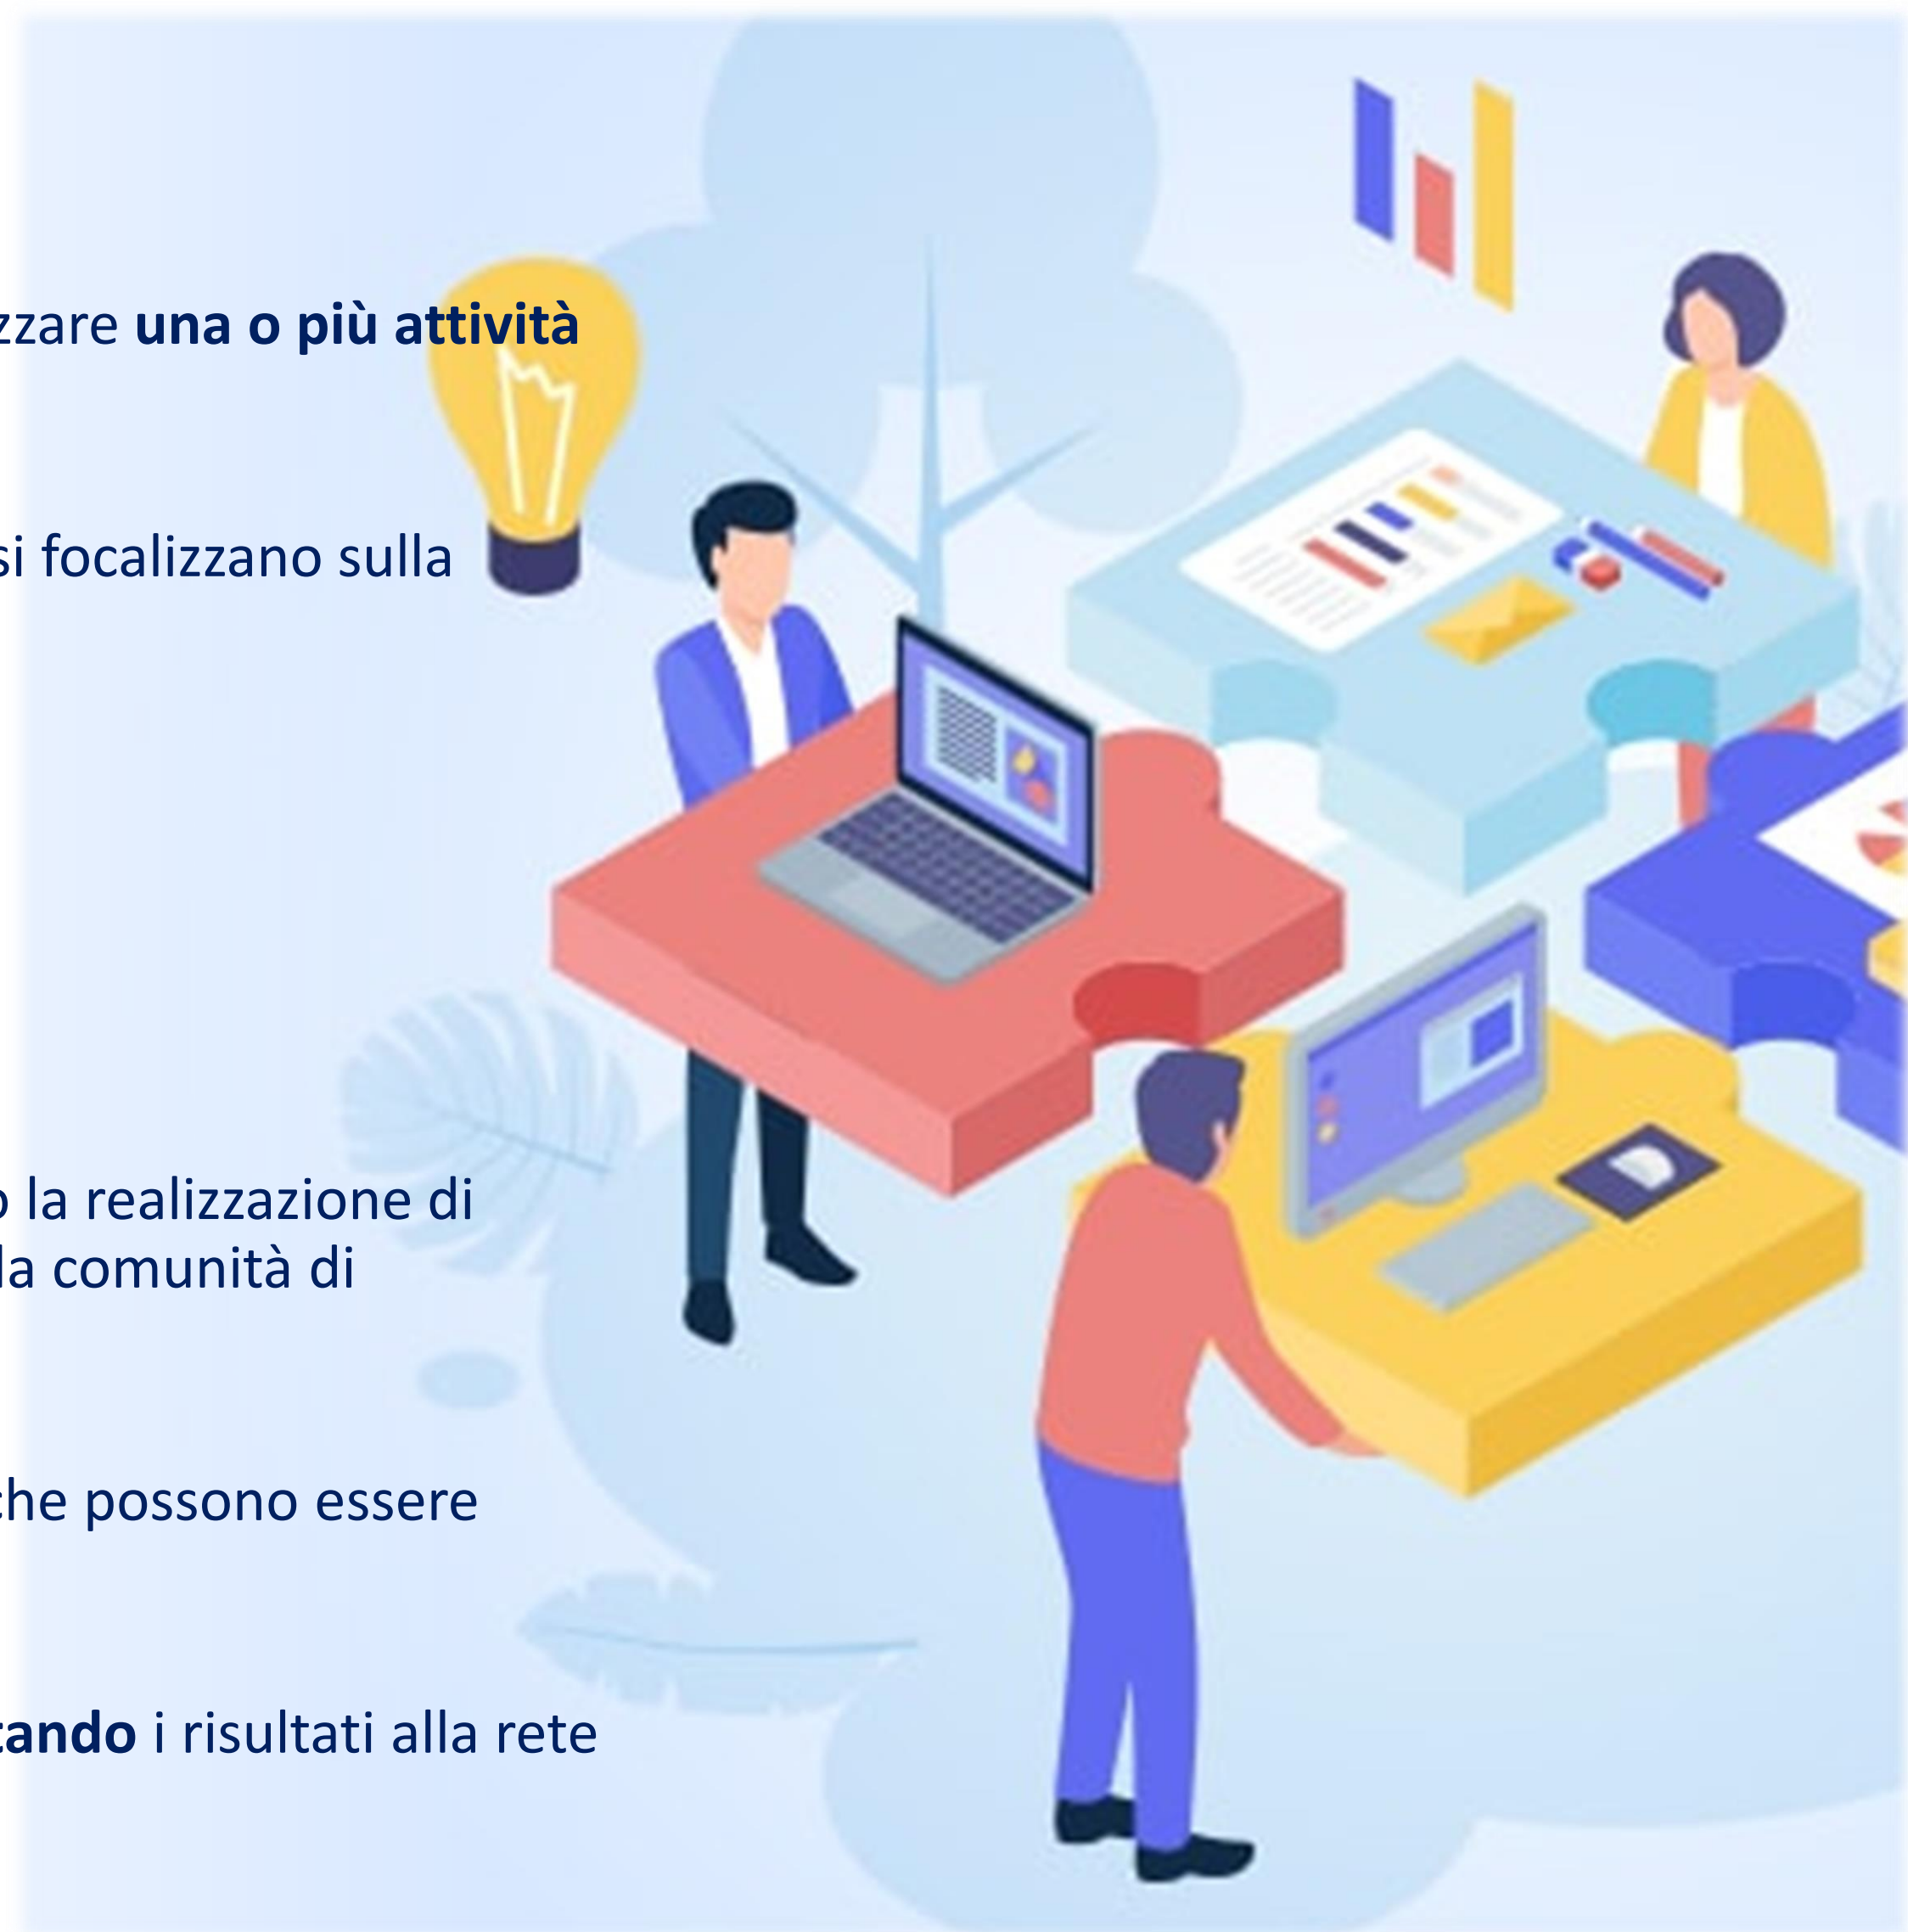 zzare una o più attività
si focalizzano sulla
o la realizzazione di
la comunità di
che possono essere
tando i risultati alla rete